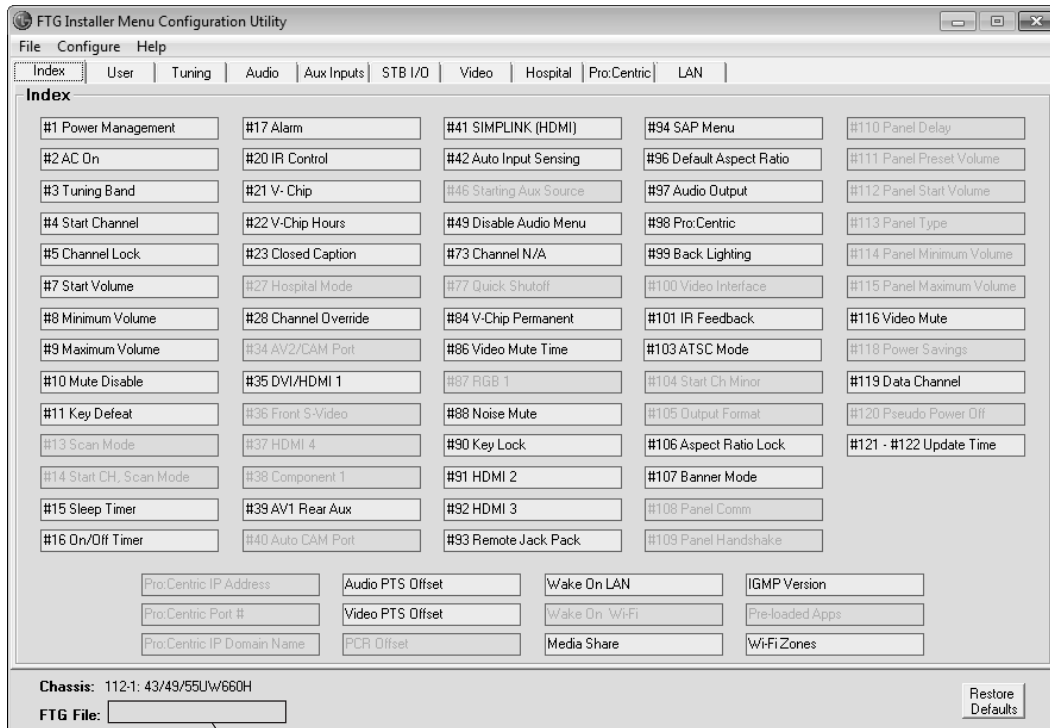 FTG Installer Menu Configuration Utility
File Configure Help
Index User Tuning Audio Aux Inputs STB I/O Video Hospital Pro:Centric LAN
Index
#1 Power Management #17 Alarm #41 SIMPLINK (HDMI) #94 SAP Menu #110 Panel Delay
#2 AC On #20 IR Control #42 Auto Input Sensing #96 Default Aspect Ratio #111 Panel Preset Volume
#3 Tuning Band #21 V- Chip #46 Starting Aux Source #97 Audio Output #112 Panel Start Volume
#4 Start Channel #22 V-Chip Hours #49 Disable Audio Menu #98 Pro:Centric #113 Panel Type
#5 Channel Lock #23 Closed Caption #73 Channel N/A #99 Back Lighting #114 Panel Minimum Volume
#7 Start Volume #27 Hospital Mode #77 Quick Shutoff #100 Video Interface #115 Panel Maximum Volume
#8 Minimum Volume #28 Channel Override #84 V-Chip Permanent #101 IR Feedback #116 Video Mute
#9 Maximum Volume #34 AV2/CAM Port #86 Video Mute Time #103 ATSC Mode #118 Power Savings
#10 Mute Disable #35 DVI/HDMI 1 #87 RGB 1 #104 Start Ch Minor #119 Data Channel
#11 Key Defeat #36 Front S-Video #88 Noise Mute #105 Output Format #120 Pseudo Power Off
#13 Scan Mode #37 HDMI 4 #90 Key Lock #106 Aspect Ratio Lock #121 - #122 Update Time
#14 Start CH, Scan Mode #38 Component 1 #91 HDMI 2 #107 Banner Mode
#15 Sleep Timer #39 AV1 Rear Aux #92 HDMI 3 #108 Panel Comm
#16 On/Off Timer #40 Auto CAM Port #93 Remote Jack Pack #109 Panel Handshake
Pro:Centric IP Address Audio PTS Offset Wake On LAN IGMP Version
Pro:Centric Port # Video PTS Offset Wake On Wi-Fi Pre-loaded Apps
Pro:Centric IP Domain Name PCR Offset Media Share Wi-Fi Zones
Chassis: 112-1: 43/49/55UW660H
FTG File:
Restore
Defaults